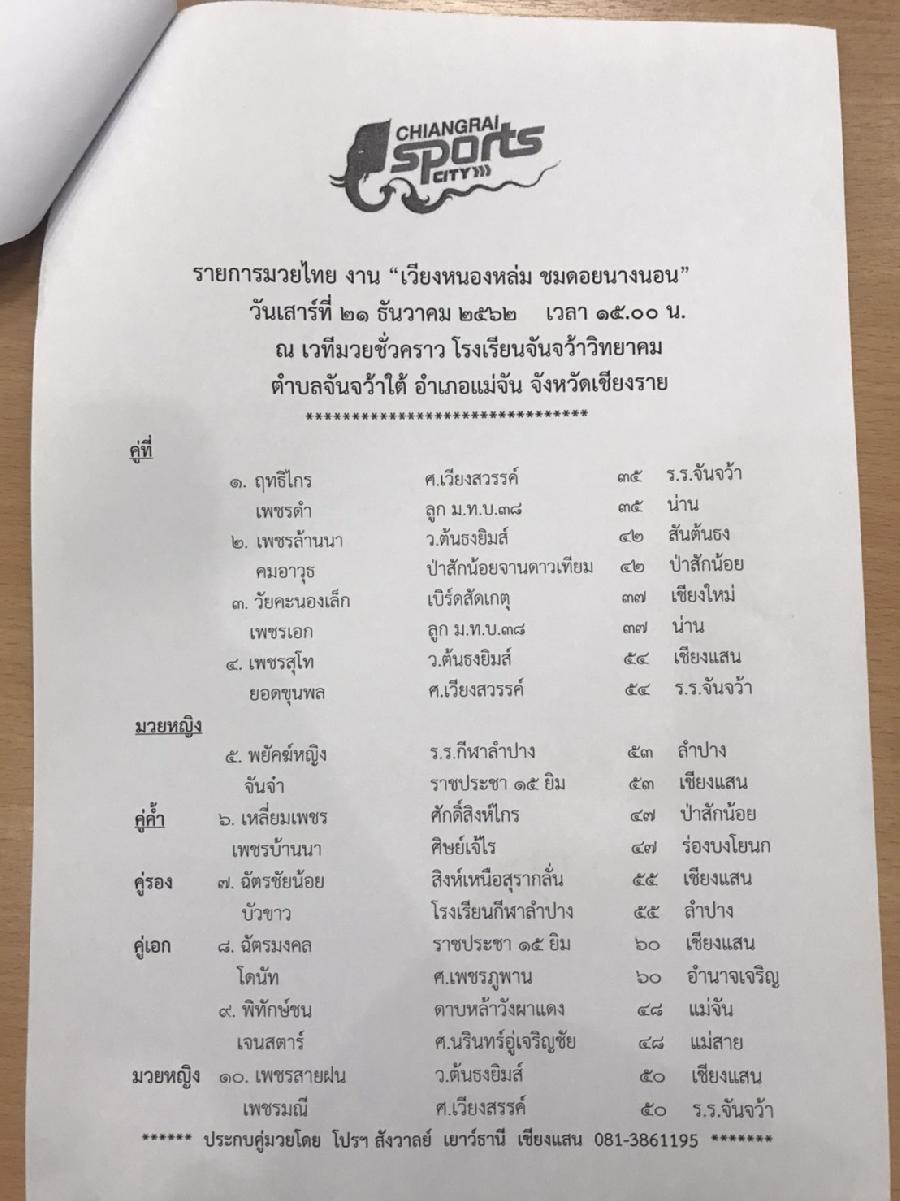 CHIANGRAI
sports
CITY
รายการมวยไทย งาน “เวียงหนองหล่ม ชมดอยนางนอน”
วันเสาร์ที่ ๒๑ ธันวาคม ๒๕๖๒ เวลา ๑๕.๐๐ น.
ณ เวทีมวยชั่วคราว โรงเรียนจันจว้าวิทยาคม
ตำบลจันจว้าใต้ อำเภอแม่จัน จังหวัดเชียงราย
*******************************
คู่ที่
๑. ฤทธิไกร ศ.เวียงสวรรค์ ๓๕ ร.ร.จันจว้า
เพชรดำ ลูก ม.ท.บ.๓๘ ๓๕ น่าน
๒. เพชรล้านนา ว.ต้นธงยิมส์ ๔๒ สันต้นธง
คมอาวุธ ป่าสักน้อยจานดาวเทียม ๔๒ ป่าสักน้อย
๓. วัยคะนองเล็ก เบิร์ดสัดเกตุ ๓๗ เชียงใหม่
เพชรเอก ลูก ม.ท.บ.๓๘ ๓๗ น่าน
๔. เพชรสุโท ว.ต้นธงยิมส์ ๕๔ เชียงแสน
ยอดขุนพล ศ.เวียงสวรรค์ ๕๔ ร.ร.จันจว้า
มวยหญิง
๕. พยัคฆ์หญิง ร.ร.กีฬาลำปาง ๕๓ ลำปาง
จันจ๋า ราชประชา ๑๕ ยิม ๕๓ เชียงแสน
คู่ค้ำ ๖. เหลี่ยมเพชร ศักดิ์สิงห์ไกร ๔๗ ป่าสักน้อย
เพชรบ้านนา ศิษย์เจ้ไร ๔๗ ร่องบงโยนก
คู่รอง ๗. ฉัตรชัยน้อย สิงห์เหนือสุรากลั่น ๕๕ เชียงแสน
บัวขาว โรงเรียนกีฬาลำปาง ๕๕ ลำปาง
คู่เอก ๘. ฉัตรมงคล ราชประชา ๑๕ ยิม ๖๐ เชียงแสน
โดนัท ศ.เพชรภูพาน ๖๐ อำนาจเจริญ
๙. พิทักษ์ชน ดาบหล้าวังผาแดง ๔๘ แม่จัน
เจนสตาร์ ศ.นรินทร์อู่เจริญชัย ๔๘ แม่สาย
มวยหญิง ๑๐. เพชรสายฝน ว.ต้นธงยิมส์ ๕๐ เชียงแสน
เพชรมณี ศ.เวียงสรรค์ ๕๐ ร.ร.จันจว้า
****** ประกบคู่มวยโดย โปรฯ สังวาลย์ เยาว์ธานี เชียงแสน 081-3861195 *******